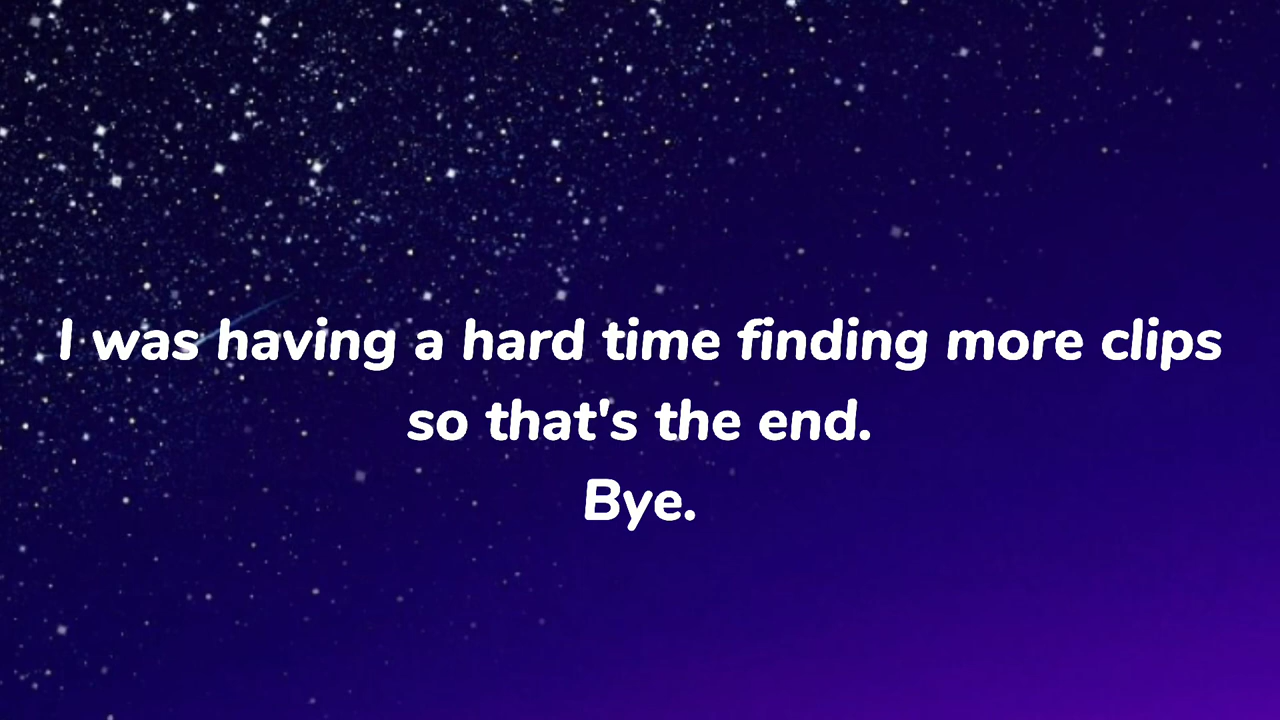 I was having a hard time finding more clips
so that's the end.
Bye.